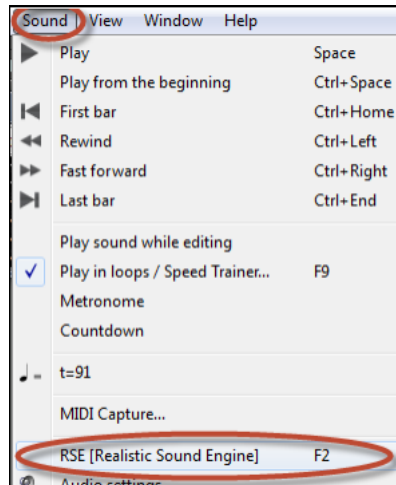 Sound View Window Help
Play Space
Play from the beginning Ctrl+Space
First bar Ctrl+Home
Rewind Ctrl+Left
Fast forward Ctrl+Right
Last bar Ctrl+End
Play sound while editing
Play in loops / Speed Trainer... F9
Metronome
Countdown
t=91
MIDI Capture...
RSE [Realistic Sound Engine] F2
Audio settings